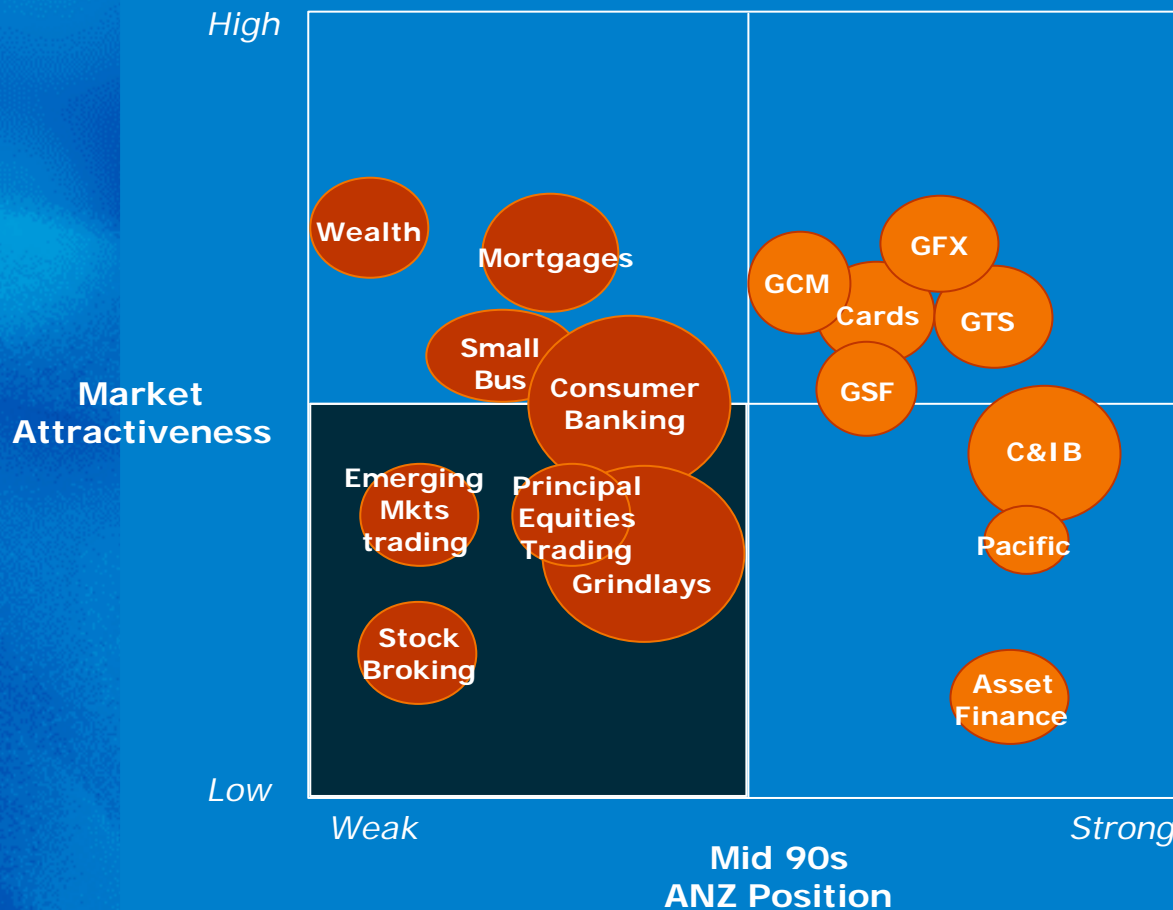 High
Wealth
Mortgages
GFX
GCM
Cards
GTS
Small
Bus
Consumer
Banking
GSF
Market
Attractiveness
C&IB
Emerging
Mkts
trading
Principal
Equities
Trading
Grindlays
Pacific
Stock
Broking
Asset
Finance
Low
Weak
Strong
Mid 90s
ANZ Position